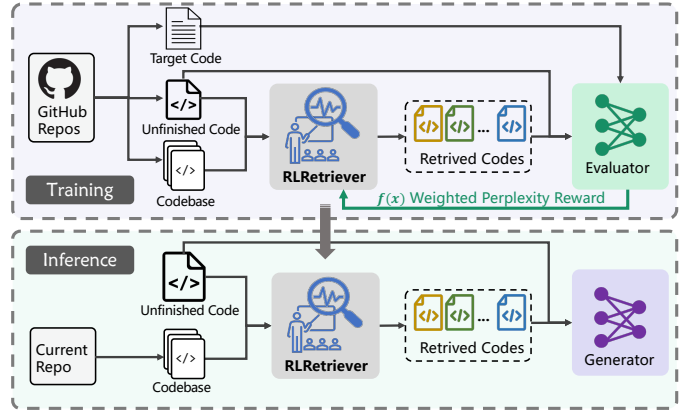 Target Code
GitHub
Repos
</>
Unfinished Code
</>
Codebase
RLRetriever
</> </> ... </>
Retrived Codes
Evaluator
Training
f(x) Weighted Perplexity Reward
Inference
</>
Unfinished Code
Current
Repo
</>
Codebase
RLRetriever
</> </> ... </>
Retrived Codes
Generator